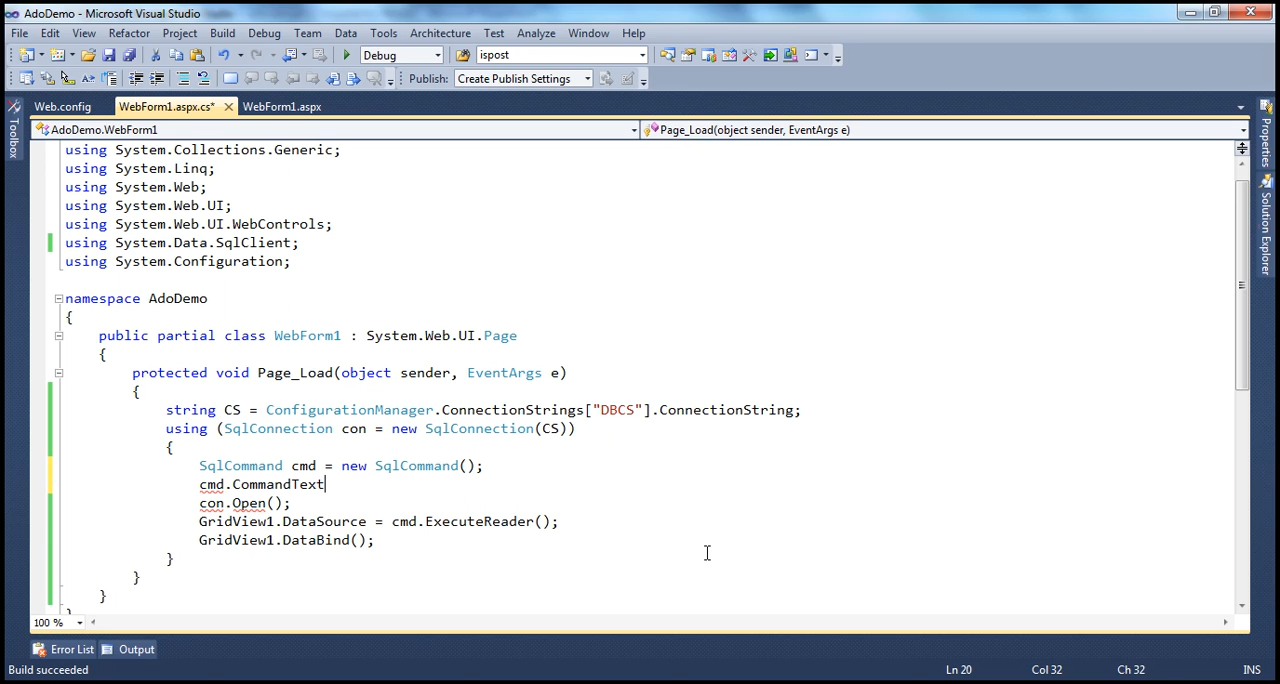 AdoDemo - Microsoft Visual Studio
File Edit View Refactor Project Build Debug Team Data Tools Architecture Test Analyze Window Help
Debug ispost
Publish: Create Publish Settings
Web.config WebForm1.aspx.cs* WebForm1.aspx
AdoDemo.WebForm1 Page_Load(object sender, EventArgs e)
Toolbox
Properties
Solution Explorer
using System.Collections.Generic;
using System.Linq;
using System.Web;
using System.Web.UI;
using System.Web.UI.WebControls;
using System.Data.SqlClient;
using System.Configuration;
namespace AdoDemo
{
public partial class WebForm1 : System.Web.UI.Page
{
protected void Page_Load(object sender, EventArgs e)
{
string CS = ConfigurationManager.ConnectionStrings["DBCS"].ConnectionString;
using (SqlConnection con = new SqlConnection(CS))
{
SqlCommand cmd = new SqlCommand();
cmd.CommandText
con.Open();
GridView1.DataSource = cmd.ExecuteReader();
GridView1.DataBind();
}
}
}
}
100 %
Error List Output
Build succeeded Ln 20 Col 32 Ch 32 INS